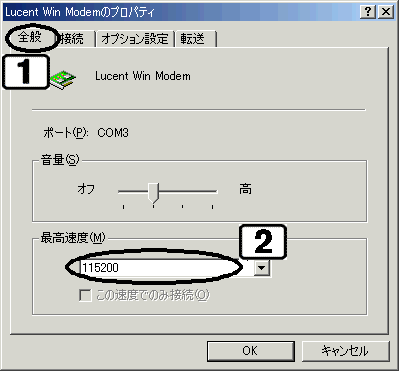 Lucent Win Modemのプロパティ
全般 接続 オプション設定 転送
1
Lucent Win Modem
ポート(P): COM3
音量(S)
オフ 高
最高速度(M)
2
115200
この速度でのみ接続(O)
OK キャンセル